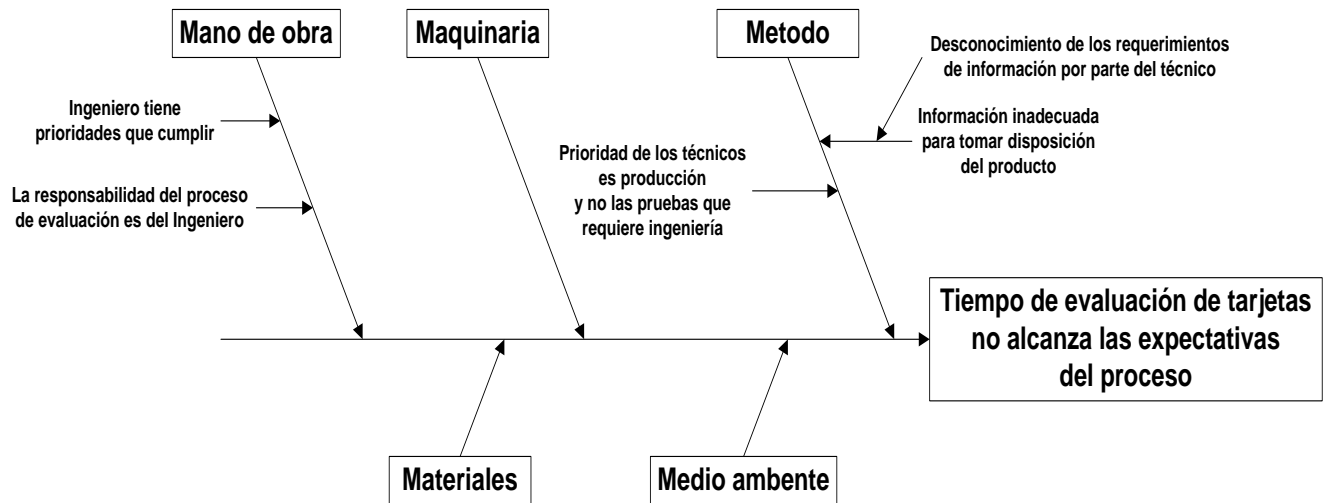 Mano de obra
Maquinaria
Metodo
Desconocimiento de los requerimientos
de información por parte del técnico
Ingeniero tiene
prioridades que cumplir
Información inadecuada
para tomar disposición
del producto
Prioridad de los técnicos
es producción
y no las pruebas que
requiere ingeniería
La responsabilidad del proceso
de evaluación es del Ingeniero
Tiempo de evaluación de tarjetas
no alcanza las expectativas
del proceso
Materiales
Medio ambente